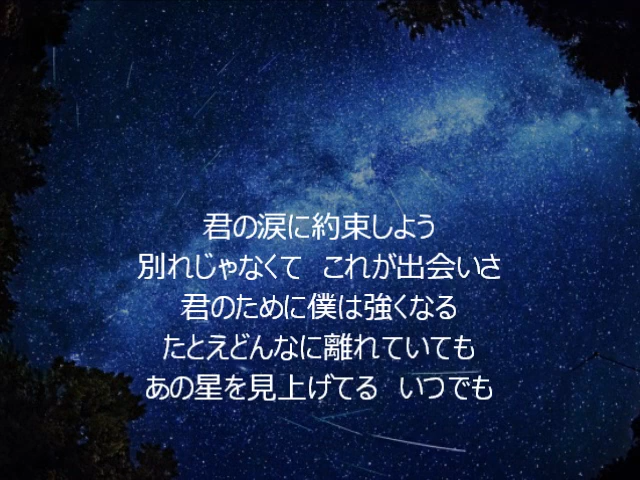 君の涙に約束しよう
別れじゃなくて　これが出会いさ
君のために僕は強くなる
たとえどんなに離れていても
あの星を見上げてる　いつでも